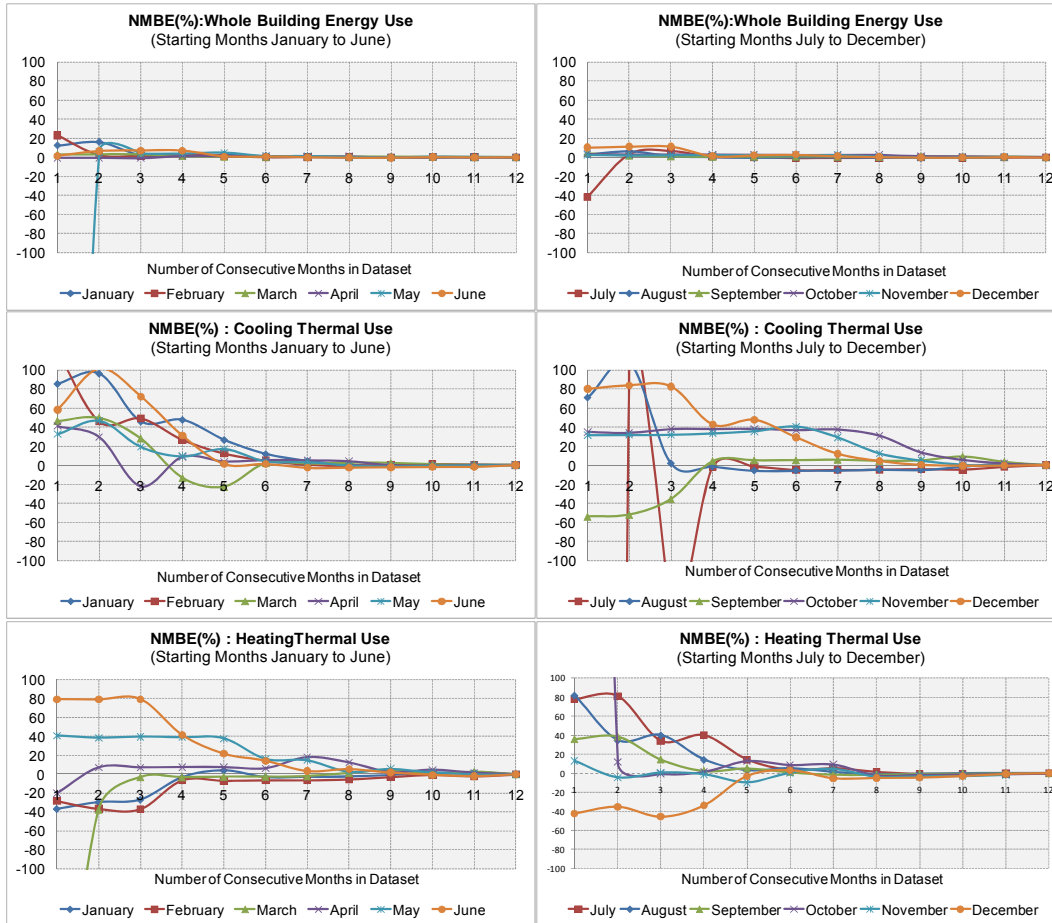 NMBE(%):Whole Building Energy Use
(Starting Months January to June)
100
80
60
40
20
0
-20
-40
-60
-80
-100
1 2 3 4 5 6 7 8 9 10 11 12
Number of Consecutive Months in Dataset
January February March April May June
NMBE(%):Whole Building Energy Use
(Starting Months July to December)
100
80
60
40
20
0
-20
-40
-60
-80
-100
1 2 3 4 5 6 7 8 9 10 11 12
Number of Consecutive Months in Dataset
July August September October November December
NMBE(%) : Cooling Thermal Use
(Starting Months January to June)
100
80
60
40
20
0
-20
-40
-60
-80
-100
1 2 3 4 5 6 7 8 9 10 11 12
Number of Consecutive Months in Dataset
January February March April May June
NMBE(%) : Cooling Thermal Use
(Starting Months July to December)
100
80
60
40
20
0
-20
-40
-60
-80
-100
1 2 3 4 5 6 7 8 9 10 11 12
Number of Consecutive Months in Dataset
July August September October November December
NMBE(%) : HeatingThermal Use
(Starting Months January to June)
100
80
60
40
20
0
-20
-40
-60
-80
-100
1 2 3 4 5 6 7 8 9 10 11 12
Number of Consecutive Months in Dataset
January February March April May June
NMBE(%) : Heating Thermal Use
(Starting Months July to December)
100
80
60
40
20
0
-20
-40
-60
-80
-100
1 2 3 4 5 6 7 8 9 10 11 12
Number of Consecutive Months in Dataset
July August September October November December